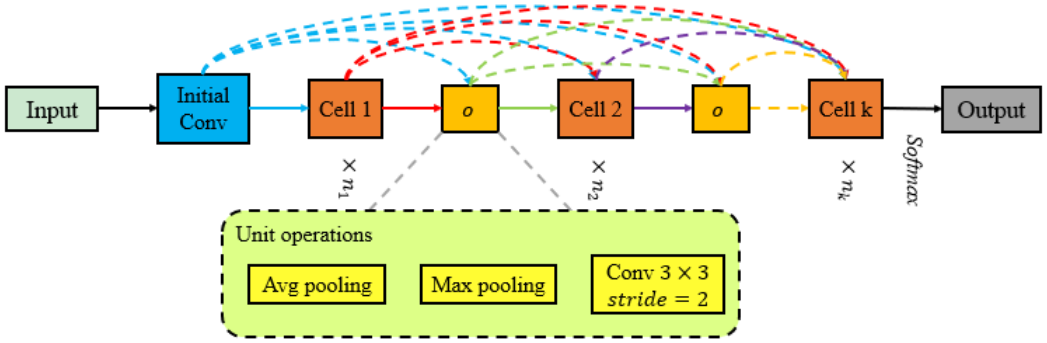 Input
Initial
Conv
Cell 1
o
Cell 2
o
Cell k
Output
× n₁
× n₂
× nₖ
Softmax
Unit operations
Avg pooling
Max pooling
Conv 3 × 3
stride = 2